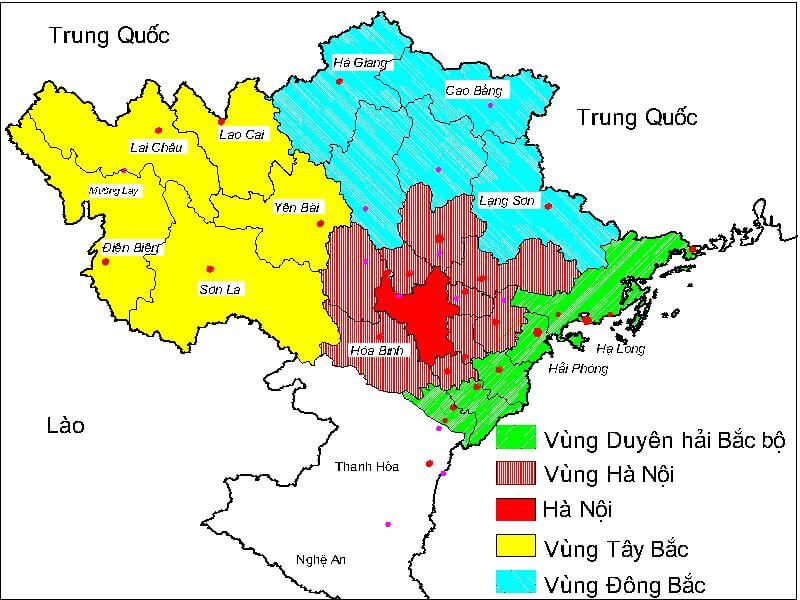 Trung Quốc
Hà Giang
Cao Bằng
Trung Quốc
Lao Cai
Lai Châu
Mường Lay
Lạng Sơn
Yên Bái
Điện Biên
Sơn La
Hòa Bình
Hạ Long
Hải Phòng
Lào
Vùng Duyên hải Bắc bộ
Thanh Hóa
Vùng Hà Nội
Hà Nội
Vùng Tây Bắc
Nghệ An
Vùng Đông Bắc